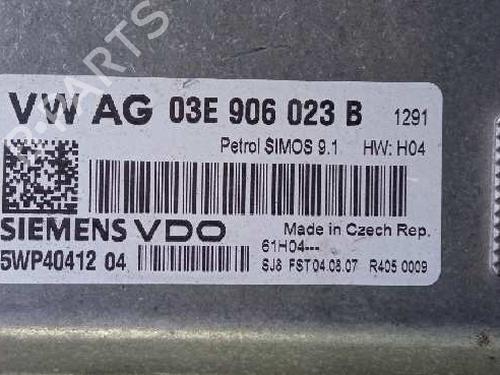 VW AG 03E 906 023 B 1291
Petrol SIMOS 9.1 HW: H04
SIEMENS VDO Made in Czech Rep.
61H04---
5WP40412 04 SJ8 FST 04.08.07 R405 0009